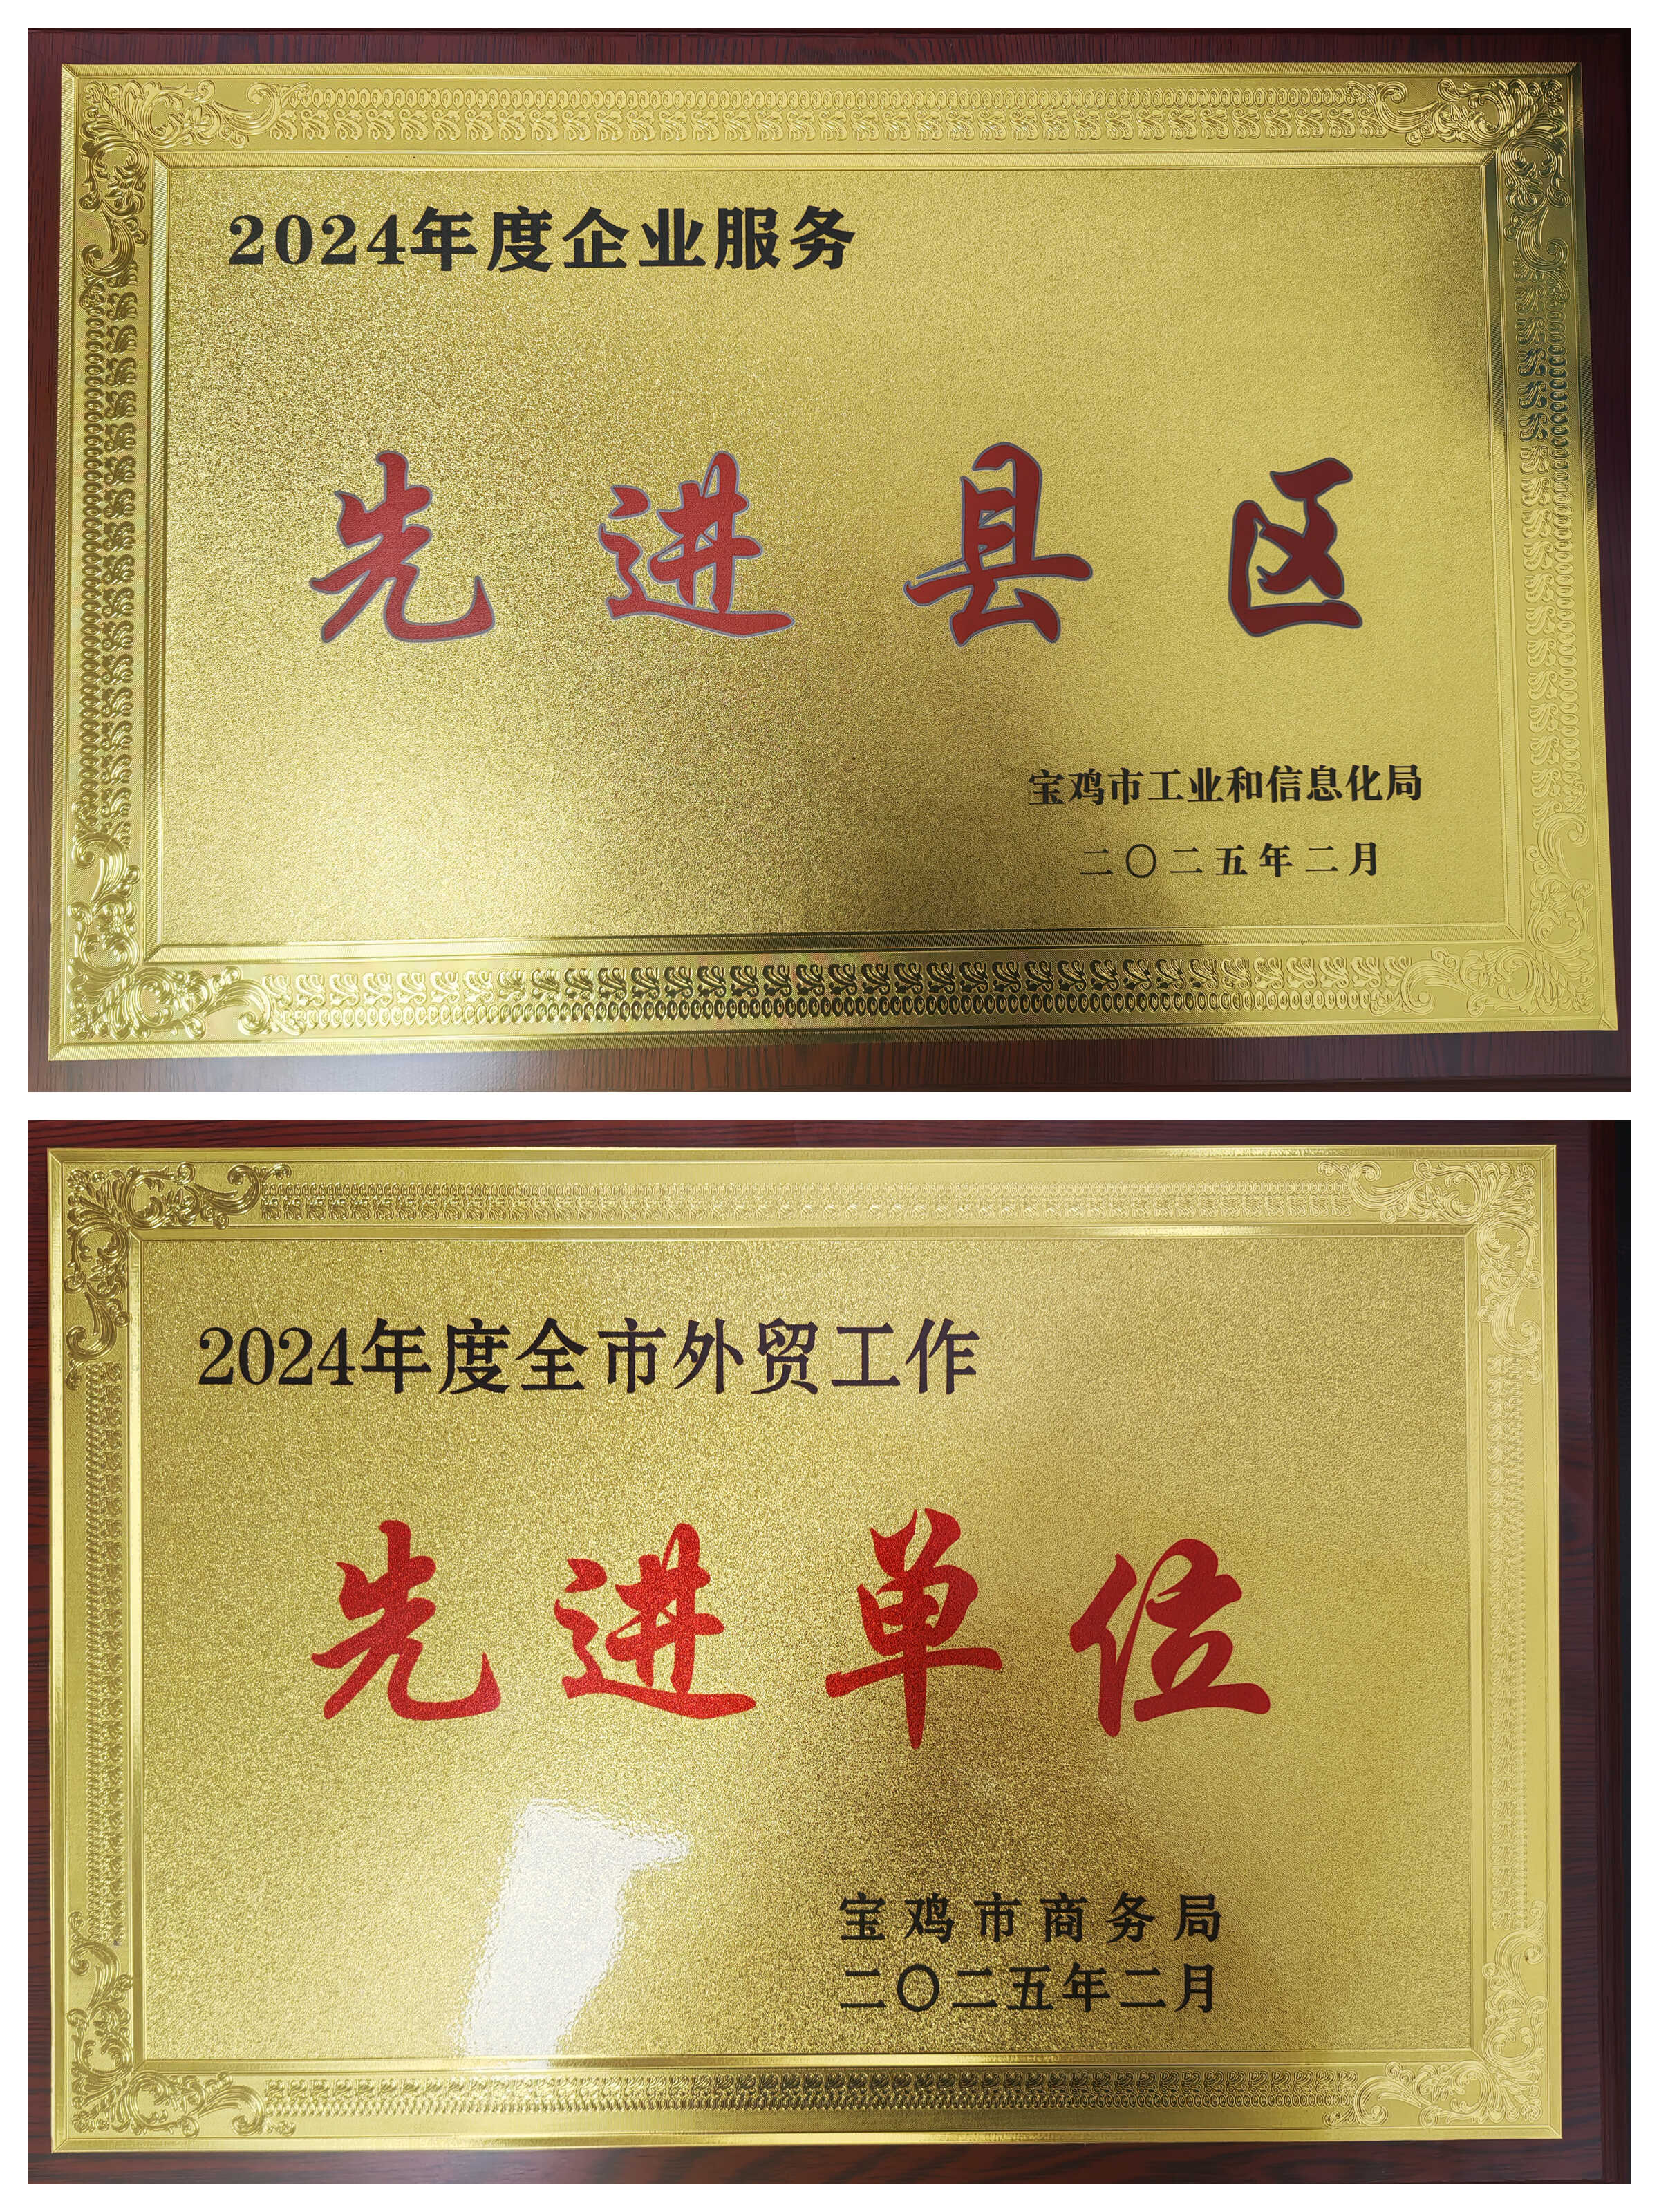 2024年度企业服务
先进县区
宝鸡市工业和信息化局
二〇二五年二月
2024年度全市外贸工作
先进单位
宝鸡市商务局
二〇二五年二月